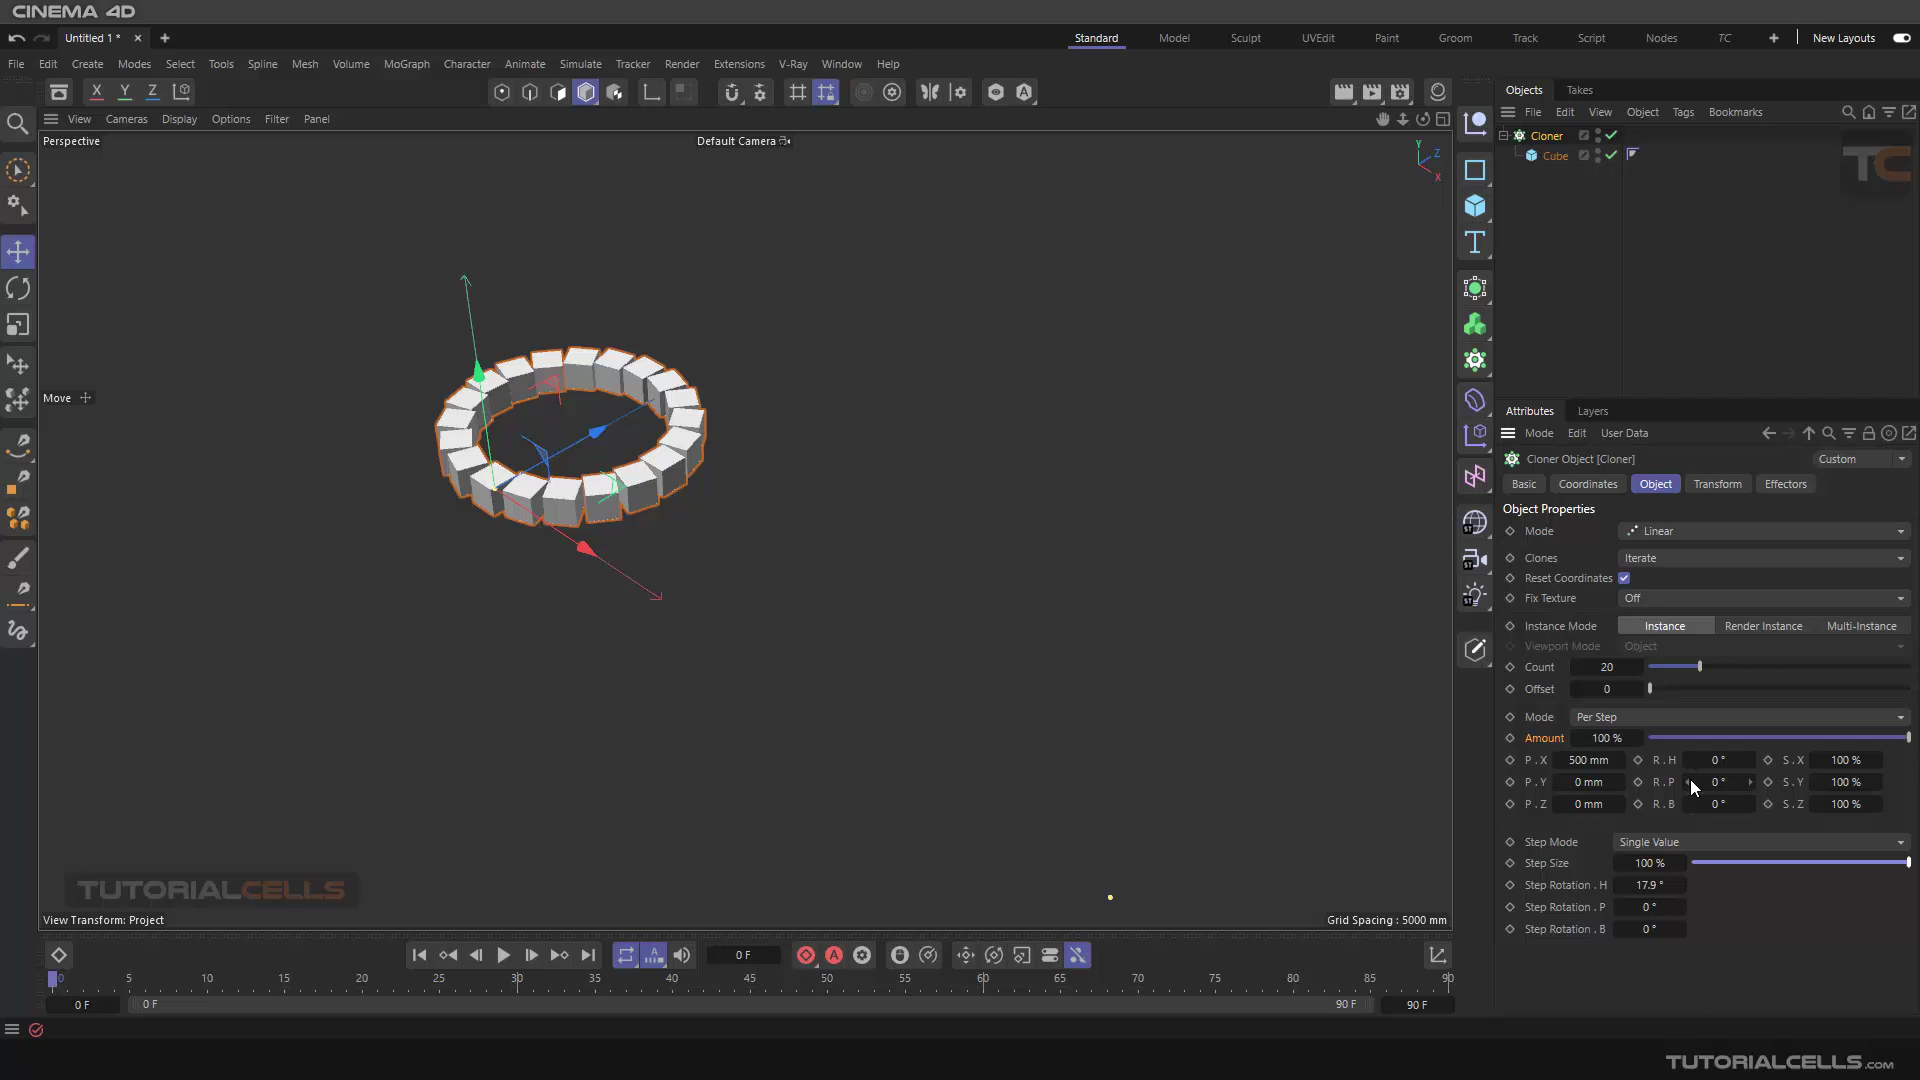 CINEMA 4D
Untitled 1 *
Standard Model Sculpt UVEdit Paint Groom Track Script Nodes TC New Layouts
File Edit Create Modes Select Tools Spline Mesh Volume MoGraph Character Animate Simulate Tracker Render Extensions V-Ray Window Help
X Y Z
View Cameras Display Options Filter Panel
Perspective
Default Camera
Y
Z
X
Move
View Transform: Project
Grid Spacing : 5000 mm
TUTORIALCELLS
Objects Takes
File Edit View Object Tags Bookmarks
Cloner
Cube
TC
Attributes Layers
Mode Edit User Data
Cloner Object [Cloner] Custom
Basic Coordinates Object Transform Effectors
Object Properties
Mode Linear
Clones Iterate
Reset Coordinates
Fix Texture Off
Instance Mode Instance Render Instance Multi-Instance
Viewport Mode Object
Count 20
Offset 0
Mode Per Step
Amount 100 %
P . X 500 mm R . H 0 ° S . X 100 %
P . Y 0 mm R . P 0 ° S . Y 100 %
P . Z 0 mm R . B 0 ° S . Z 100 %
Step Mode Single Value
Step Size 100 %
Step Rotation . H 17.9 °
Step Rotation . P 0 °
Step Rotation . B 0 °
0 F
0 5 10 15 20 25 30 35 40 45 50 55 60 65 70 75 80 85 90
0 F 0 F 90 F 90 F
TUTORIALCELLS.COM